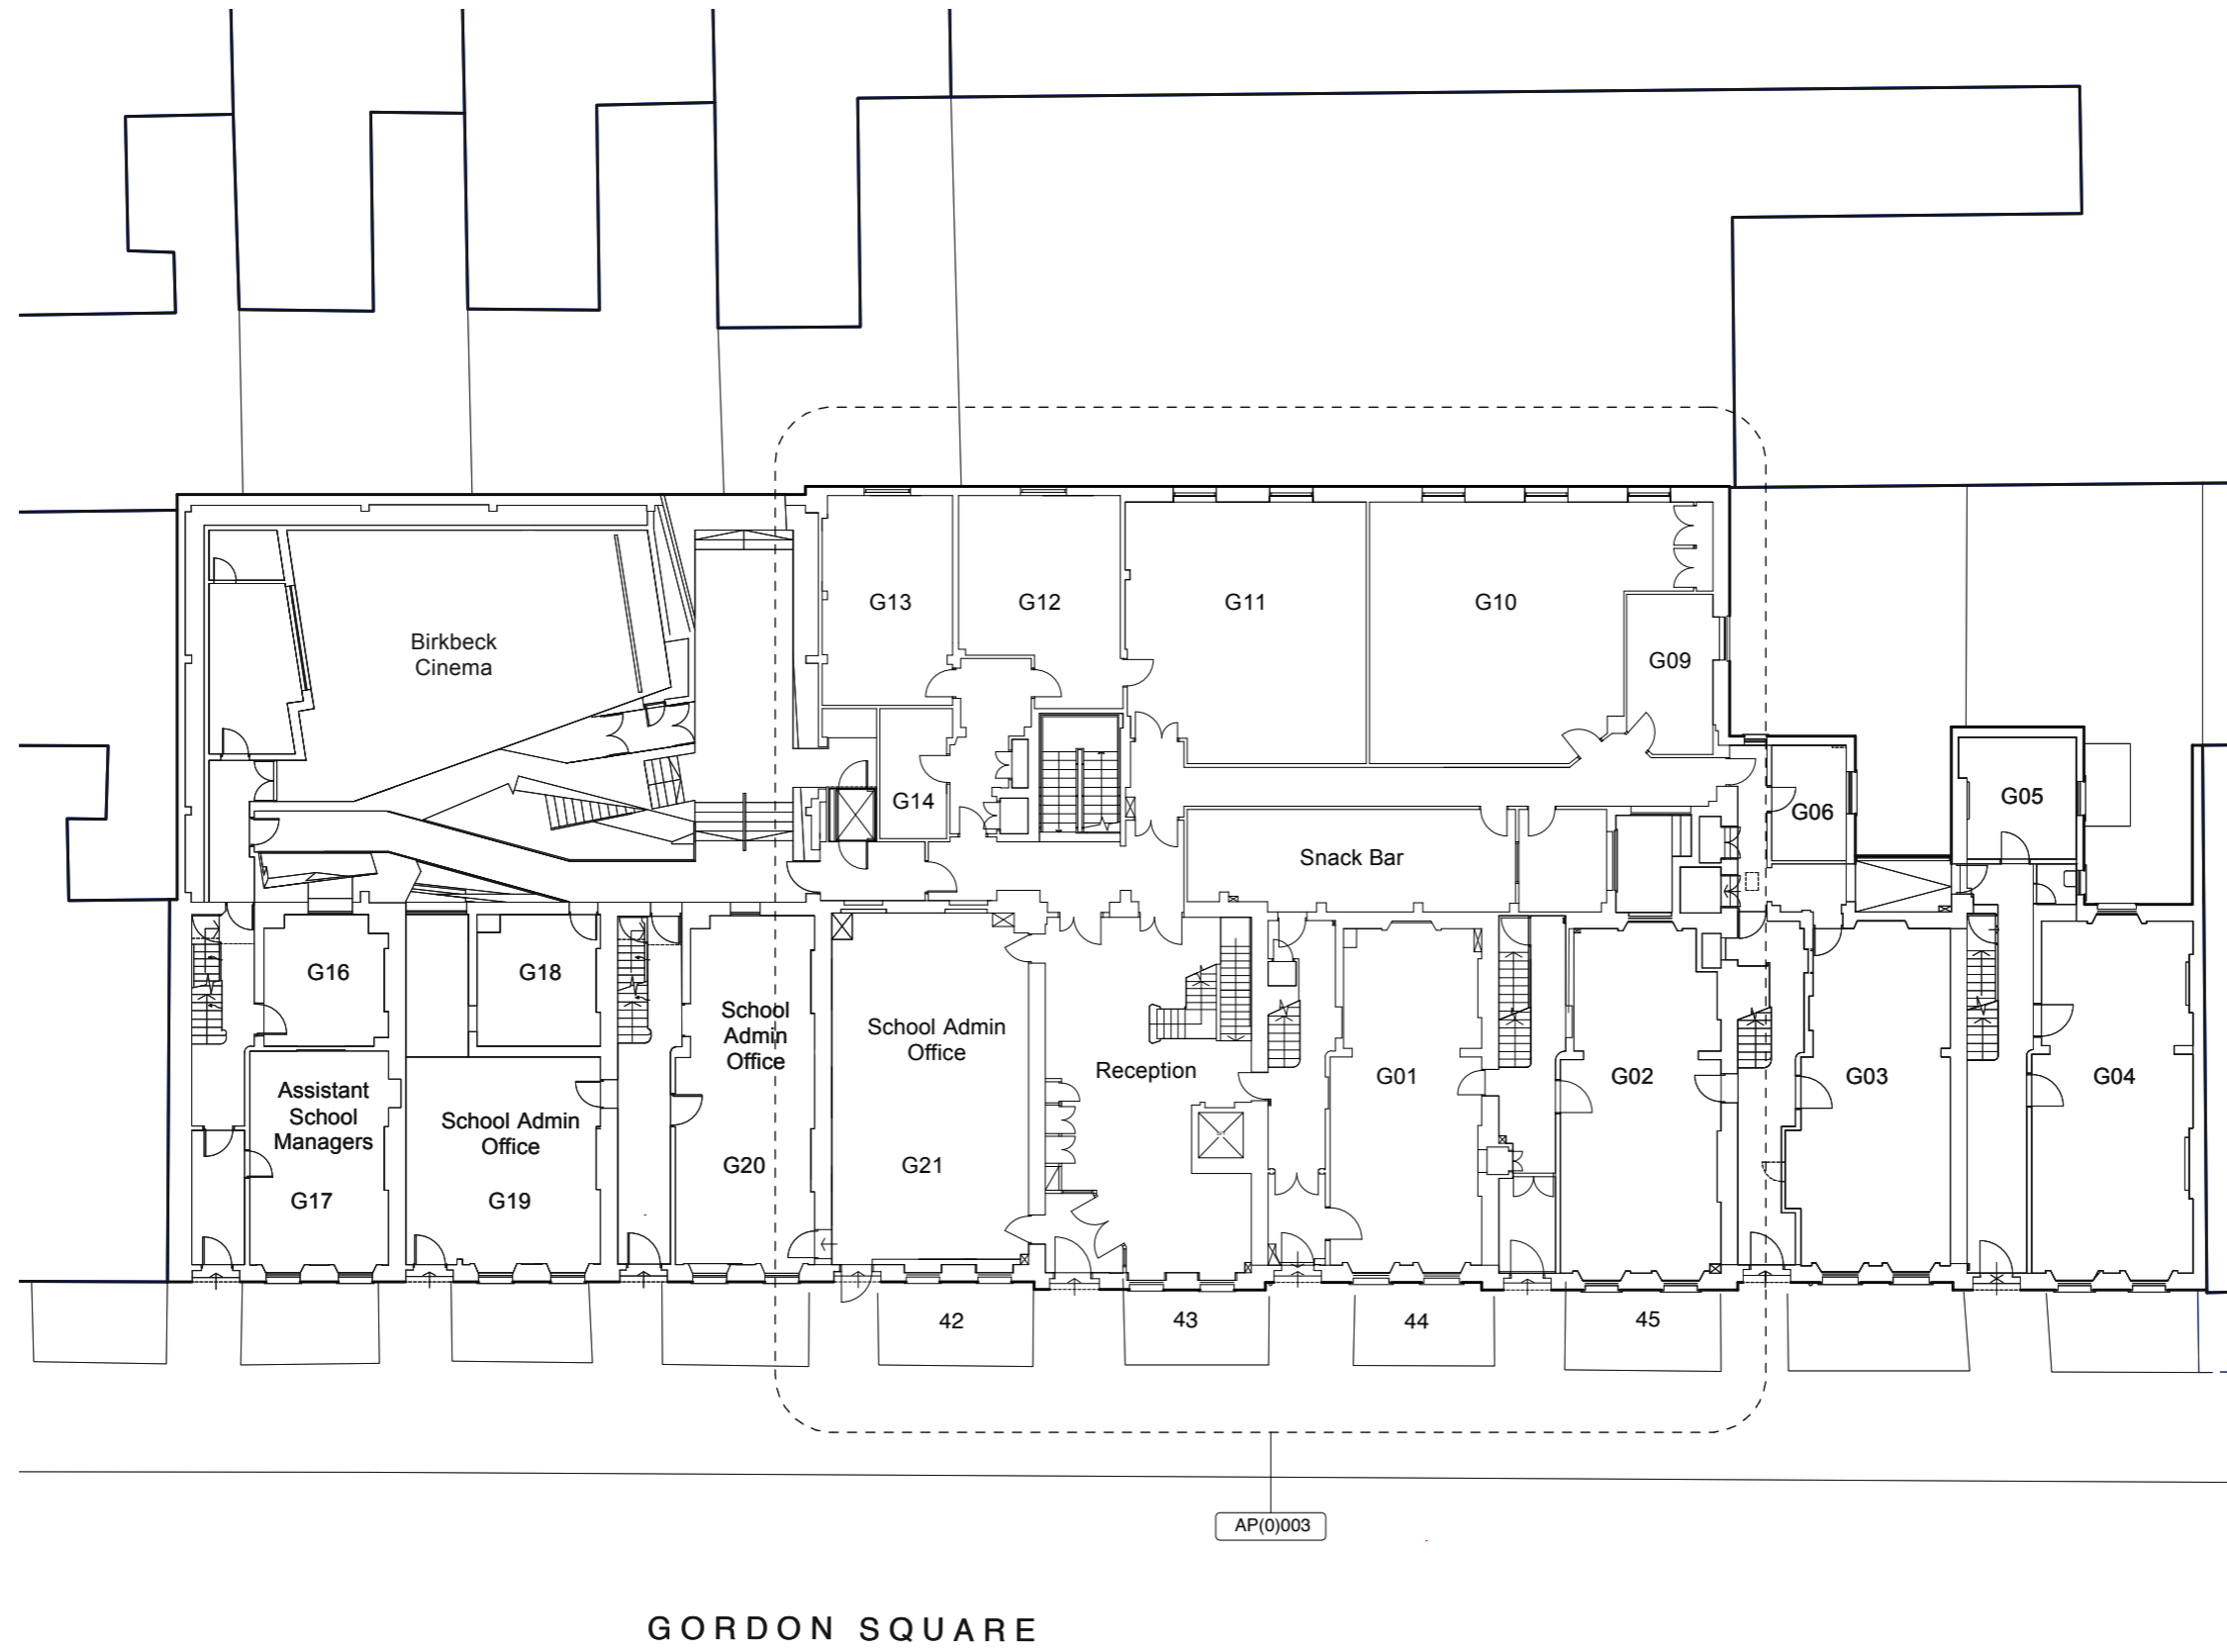 G13
G12
G11
G10
Birkbeck
Cinema
G09
G14
G06
G05
Snack Bar
G16
G18
School
Admin
Office
School Admin
Office
Reception
G01
G02
G03
G04
Assistant
School
Managers
School Admin
Office
G20
G21
G17
G19
42
43
44
45
AP(0)003
GORDON SQUARE